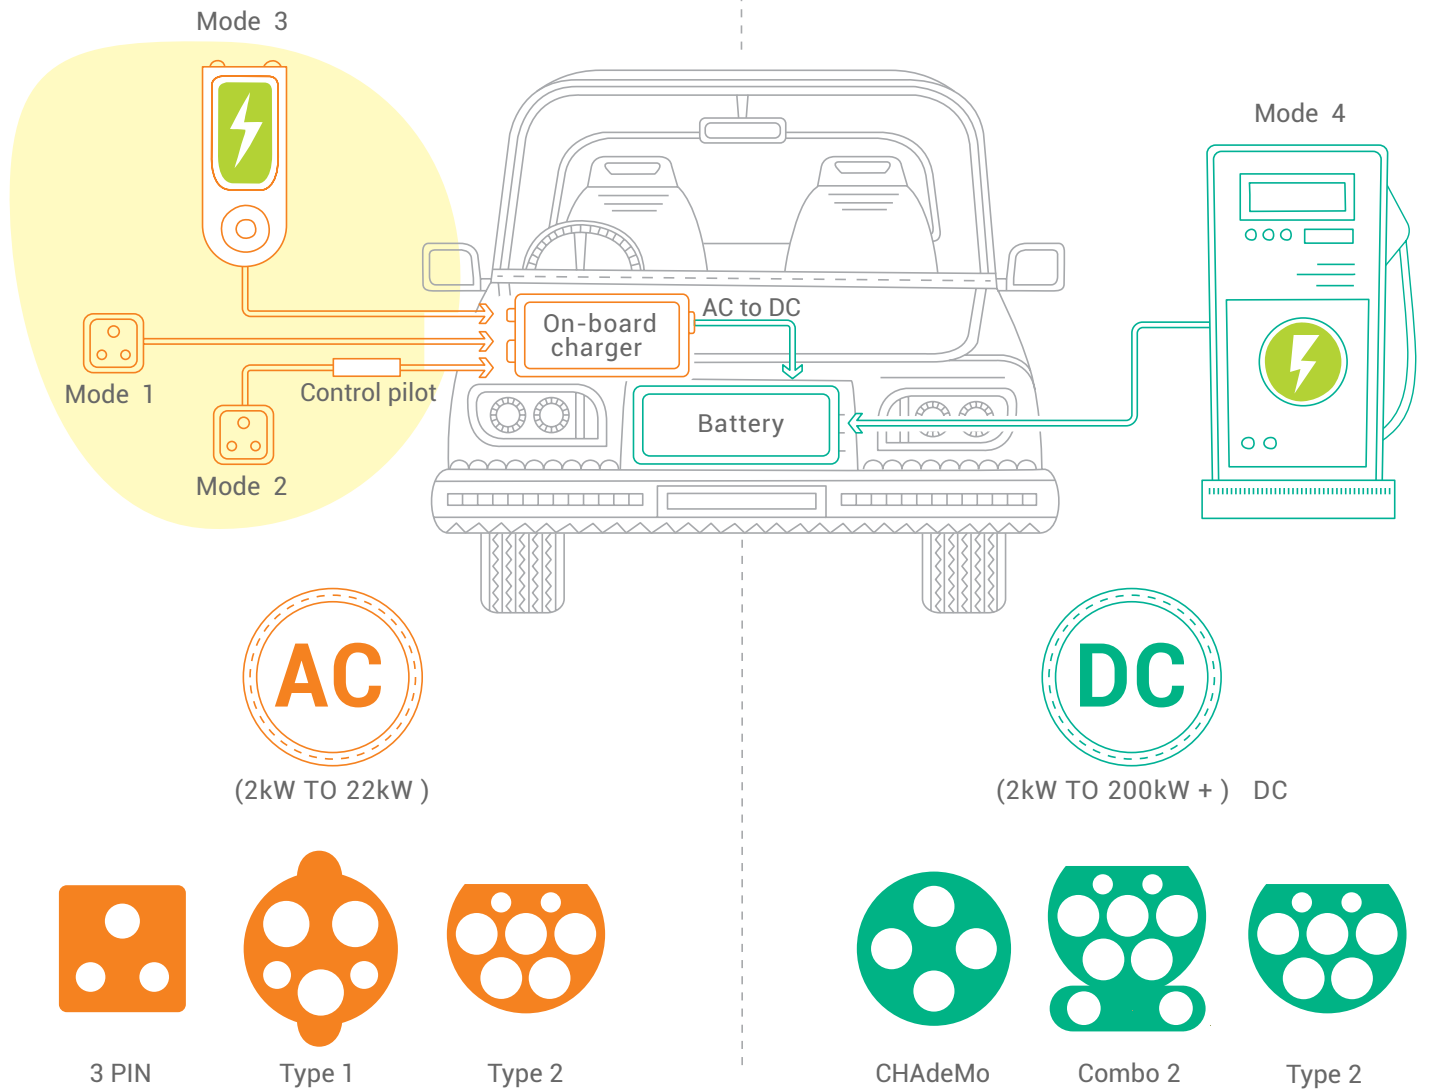 Mode 3
Mode 4
AC to DC
On-board
charger
Mode 1
Control pilot
Battery
Mode 2
AC
DC
(2kW TO 22kW )
(2kW TO 200kW + ) DC
3 PIN
Type 1
Type 2
CHAdeMo
Combo 2
Type 2